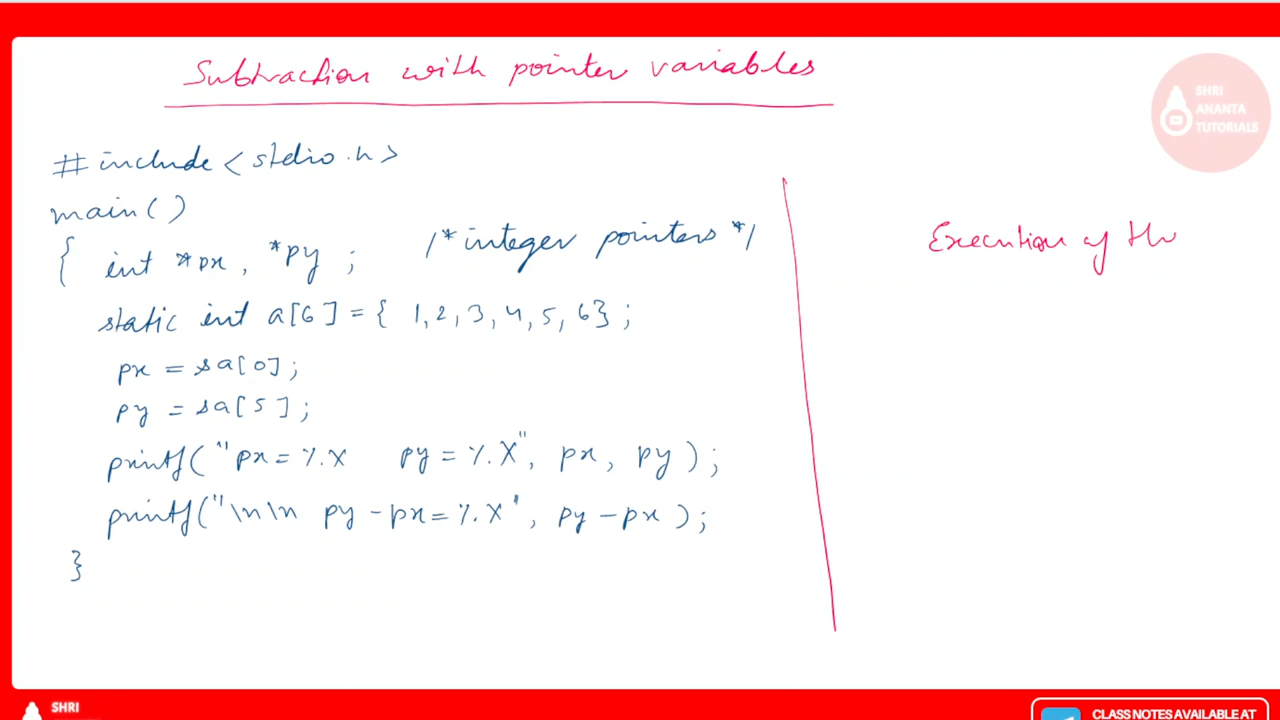 Subtraction with pointer variables
SHRI
ANANTA
TUTORIALS
#include <stdio.h>
main()
{ int *px, *py ; /* integer pointers */
static int a[6] = { 1, 2, 3, 4, 5, 6} ;
px = &a[0] ;
py = &a[5] ;
printf("px = %.X py = %.X", px, py ) ;
printf("\n\n py - px = %.X", py - px ) ;
}
Execution of the
SHRI
CLASS NOTES AVAILABLE AT